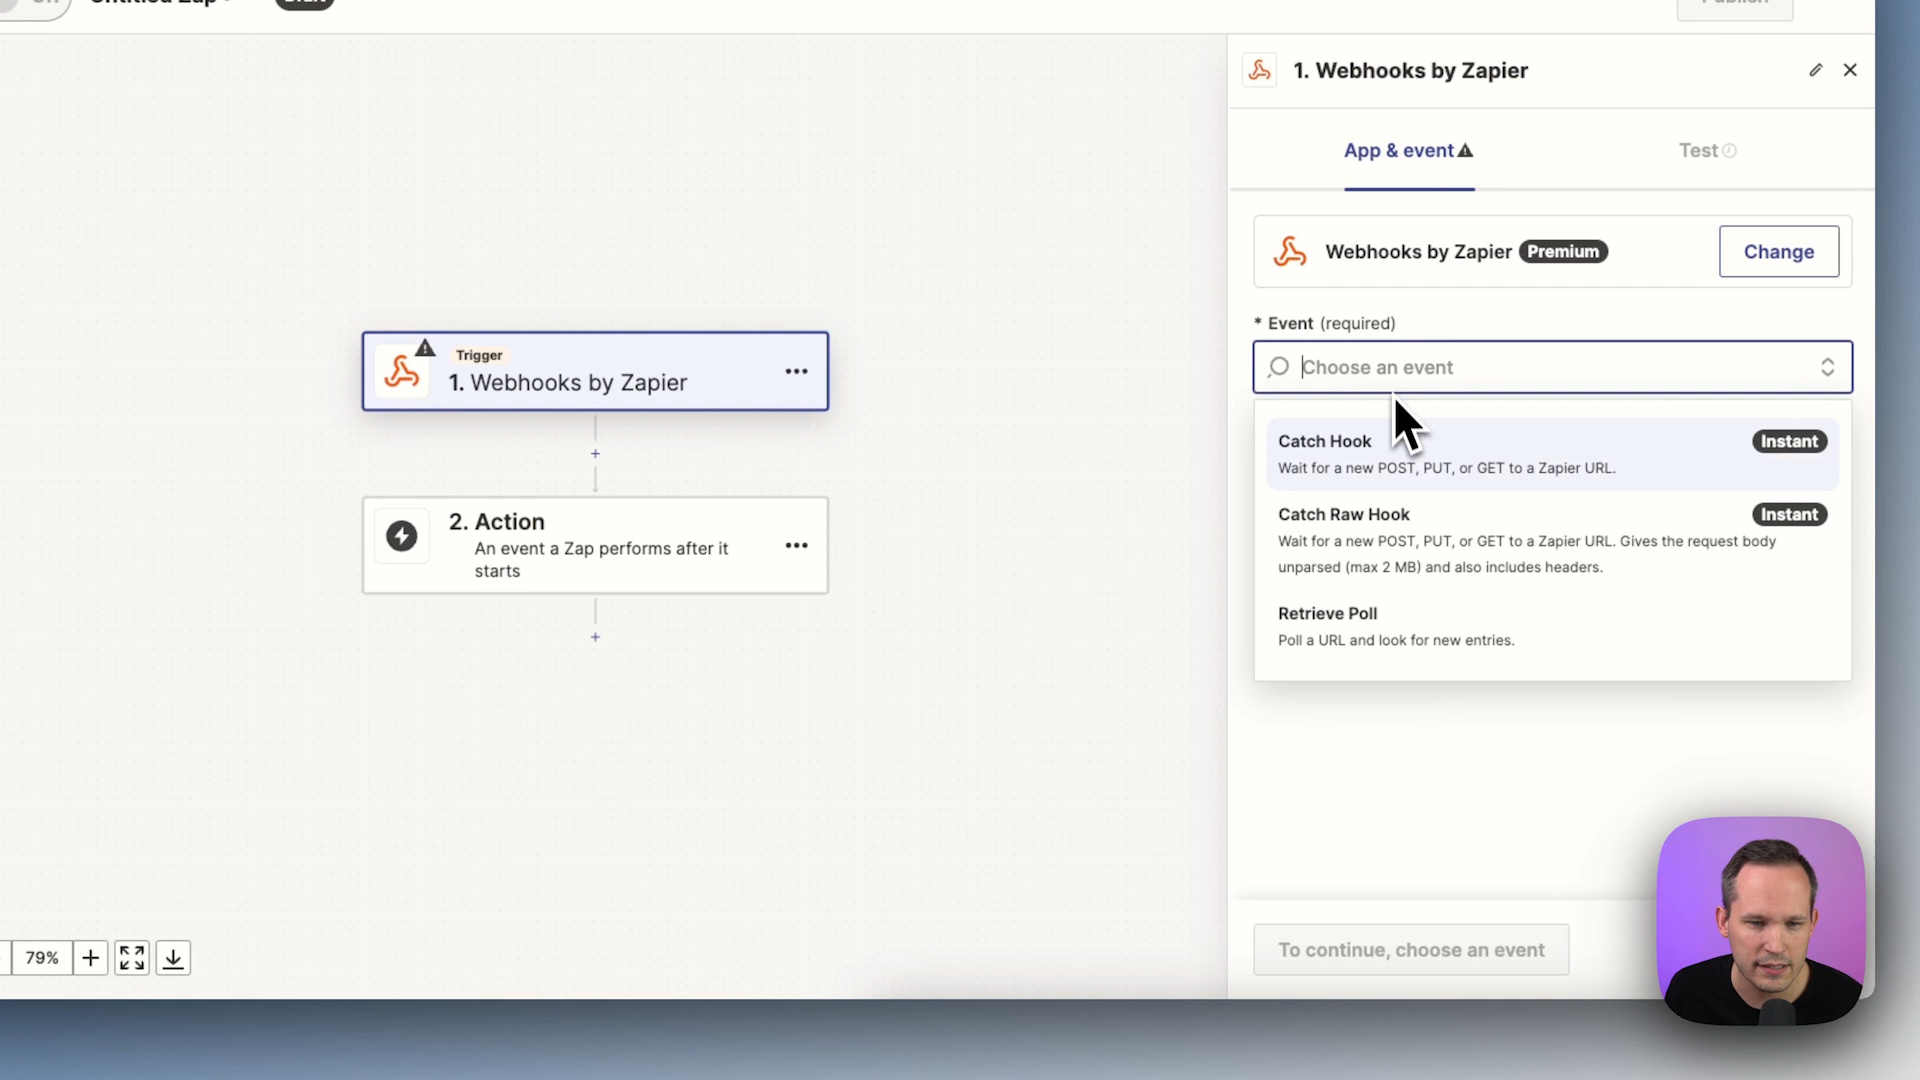 Untitled Zap
Draft
Publish
1. Webhooks by Zapier
App & event
Test
Webhooks by Zapier Premium
Change
* Event (required)
Choose an event
Catch Hook
Instant
Wait for a new POST, PUT, or GET to a Zapier URL.
Catch Raw Hook
Instant
Wait for a new POST, PUT, or GET to a Zapier URL. Gives the request body
unparsed (max 2 MB) and also includes headers.
Retrieve Poll
Poll a URL and look for new entries.
To continue, choose an event
Trigger
1. Webhooks by Zapier
2. Action
An event a Zap performs after it
starts
79%